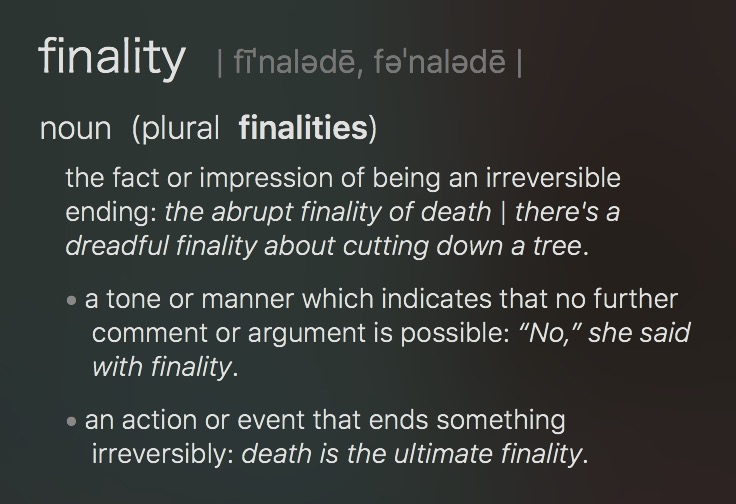 finality | fīˈnalədē, fəˈnalədē |
noun (plural finalities)
the fact or impression of being an irreversible
ending: the abrupt finality of death | there's a
dreadful finality about cutting down a tree.
• a tone or manner which indicates that no further
comment or argument is possible: “No,” she said
with finality.
• an action or event that ends something
irreversibly: death is the ultimate finality.